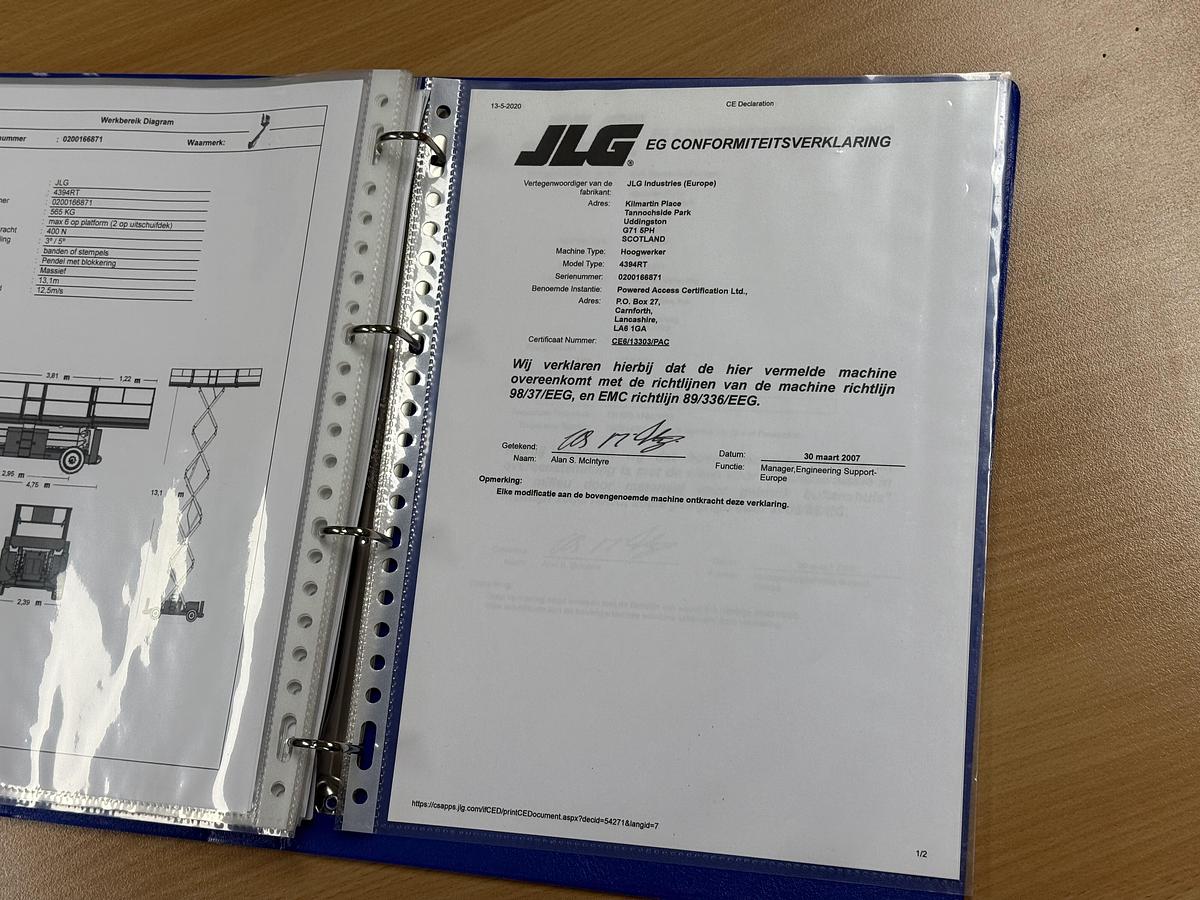 Werkbereik Diagram
nummer : 0200166871 Waarmerk:
: JLG
: 4394RT
: 0200166871
: 565 KG
: max 6 op platform (2 op uitschuifdek)
: 400 N
: 3° / 5°
: banden of stempels
: Pendel met blokkering
: Massief
: 13,1m
: 12,5m/s
3,81 m 1,22 m
2,95 m
4,75 m
13,1 m
2,39 m
13-5-2020 CE Declaration
JLG® EG CONFORMITEITSVERKLARING
Vertegenwoordiger van de fabrikant: JLG Industries (Europe)
Adres: Kilmartin Place
Tannochside Park
Uddingston
G71 5PH
SCOTLAND
Machine Type: Hoogwerker
Model Type: 4394RT
Serienummer: 0200166871
Benoemde Instantie: Powered Access Certification Ltd.,
Adres: P.O. Box 27,
Carnforth,
Lancashire,
LA6 1GA
Certificaat Nummer: CE6/13303/PAC
Wij verklaren hierbij dat de hier vermelde machine
overeenkomt met de richtlijnen van de machine richtlijn
98/37/EEG, en EMC richtlijn 89/336/EEG.
Getekend: Datum: 30 maart 2007
Naam: Alan S. McIntyre Functie: Manager,Engineering Support-
Europe
Opmerking:
Elke modificatie aan de bovengenoemde machine ontkracht deze verklaring.
https://csapps.jlg.com/ifCED/printCEDocument.aspx?decid=54271&langid=7
1/2